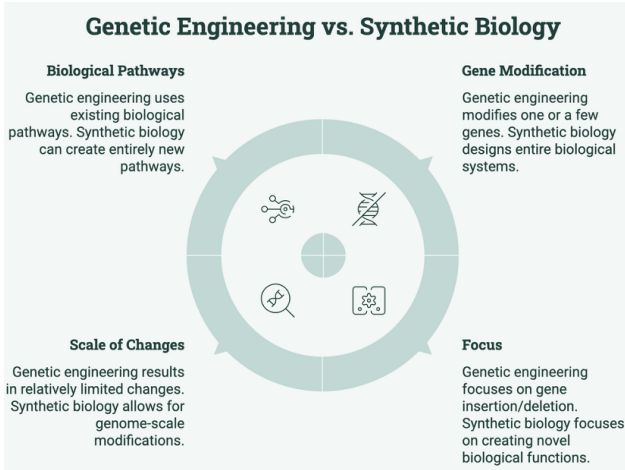 Genetic Engineering vs. Synthetic Biology
Biological Pathways
Genetic engineering uses
existing biological
pathways. Synthetic biology
can create entirely new
pathways.
Gene Modification
Genetic engineering
modifies one or a few
genes. Synthetic biology
designs entire biological
systems.
Scale of Changes
Genetic engineering results
in relatively limited changes.
Synthetic biology allows for
genome-scale
modifications.
Focus
Genetic engineering
focuses on gene
insertion/deletion.
Synthetic biology focuses
on creating novel
biological functions.